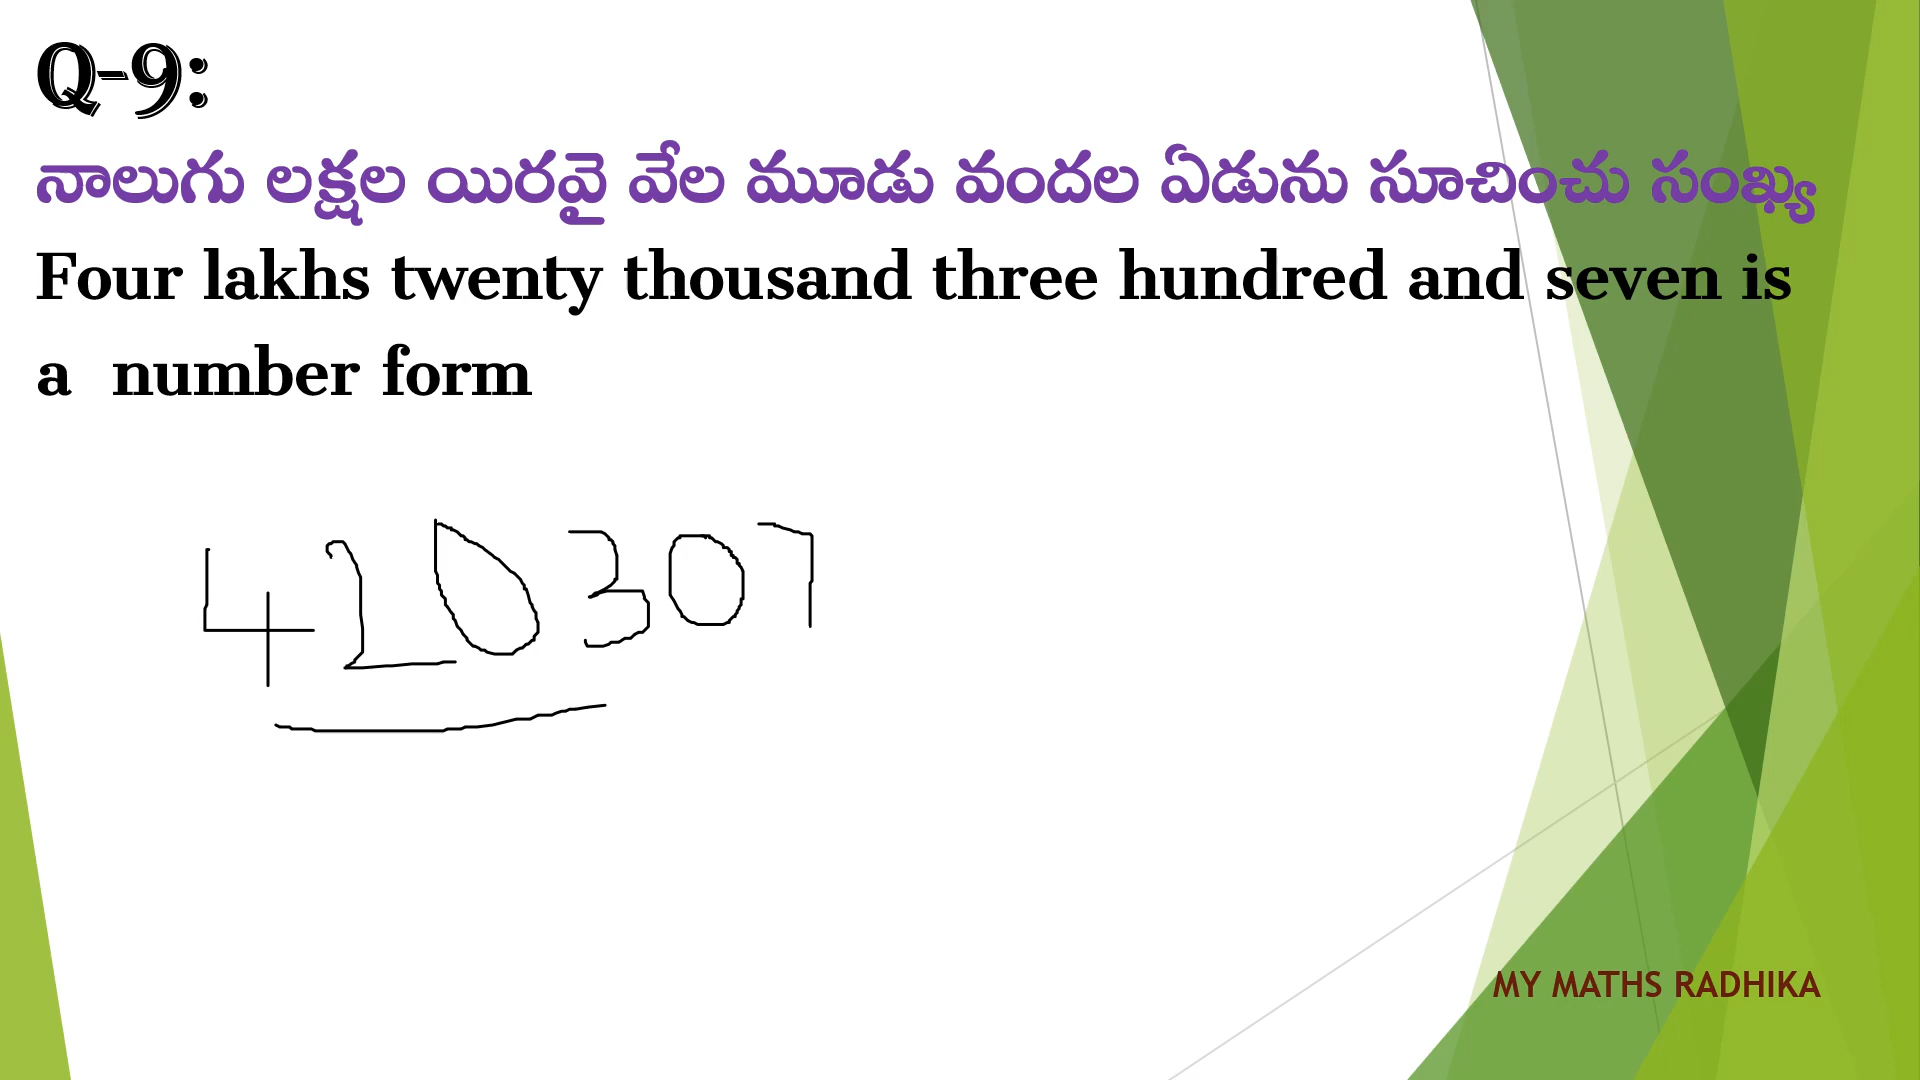 Q-9:
నాలుగు లక్షల యిరవై వేల మూడు వందల ఏడును సూచించు సంఖ్య
Four lakhs twenty thousand three hundred and seven is
a number form
420307
MY MATHS RADHIKA